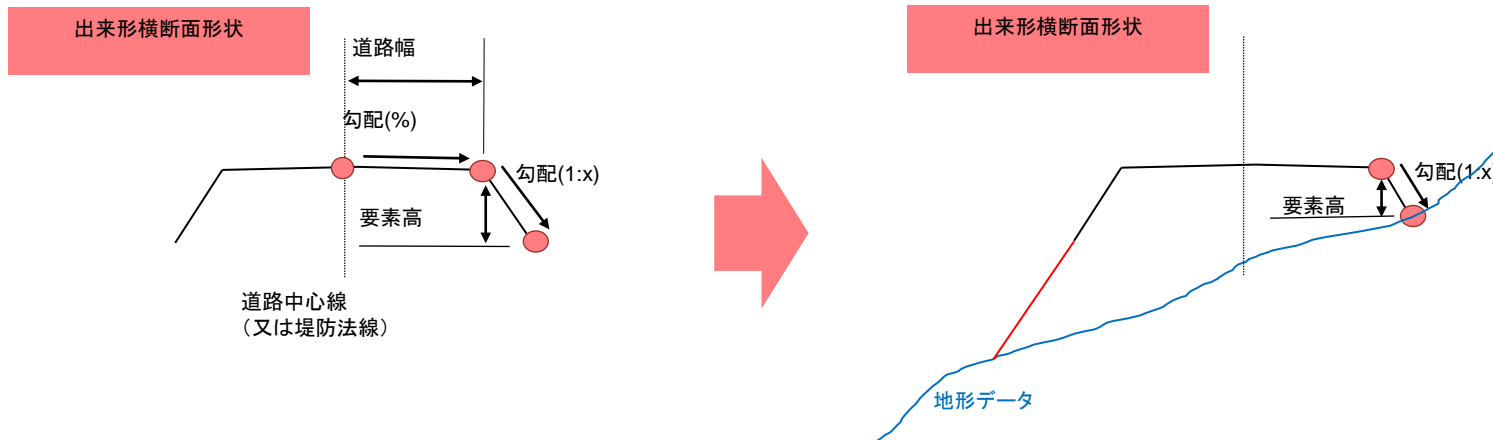 出来形横断面形状
道路幅
勾配(%)
勾配(1:x)
要素高
道路中心線
（又は堤防法線）
出来形横断面形状
勾配(1:x)
要素高
地形データ